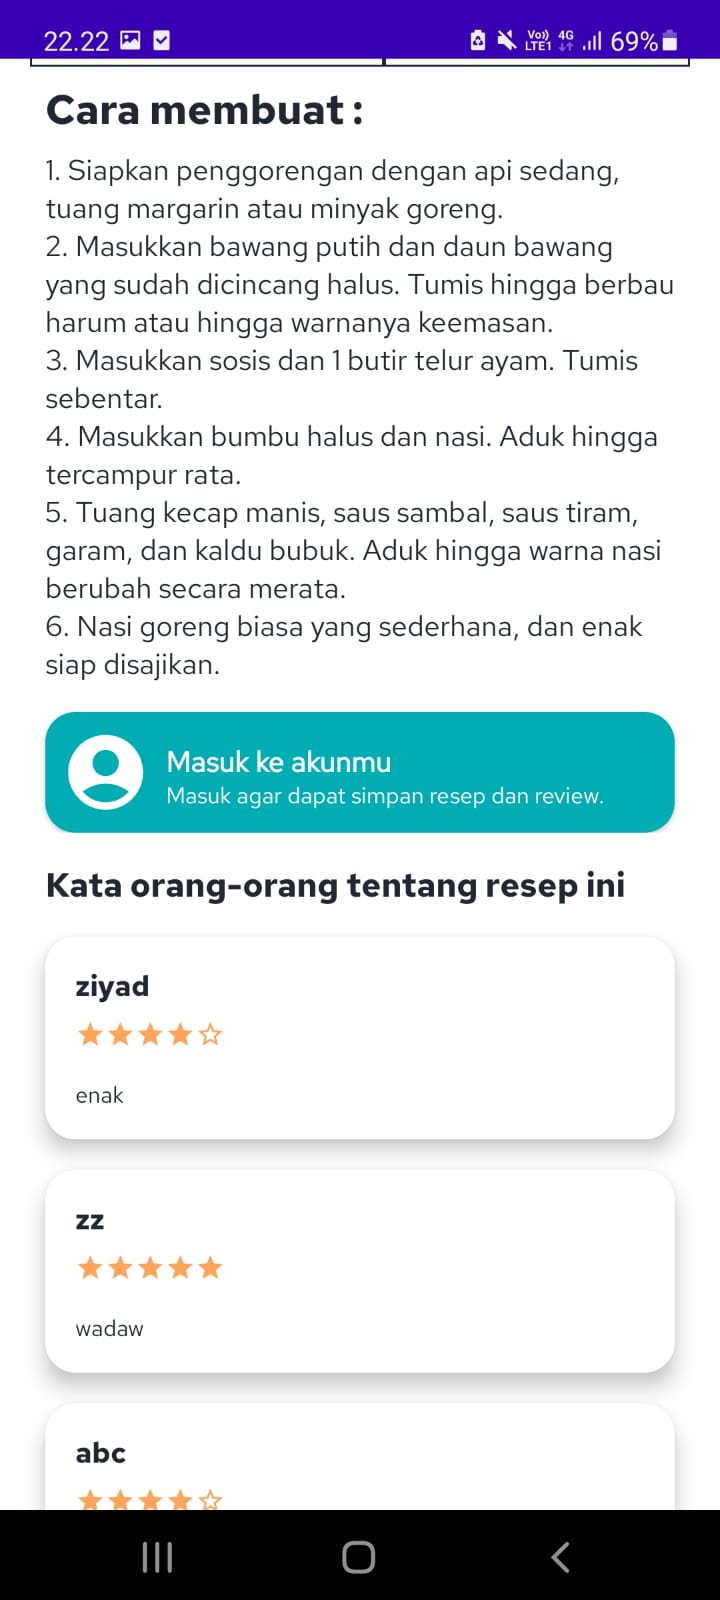 22.22
Voo) 4G
LTE1
69%
Cara membuat :
1. Siapkan penggorengan dengan api sedang,
tuang margarin atau minyak goreng.
2. Masukkan bawang putih dan daun bawang
yang sudah dicincang halus. Tumis hingga berbau
harum atau hingga warnanya keemasan.
3. Masukkan sosis dan 1 butir telur ayam. Tumis
sebentar.
4. Masukkan bumbu halus dan nasi. Aduk hingga
tercampur rata.
5. Tuang kecap manis, saus sambal, saus tiram,
garam, dan kaldu bubuk. Aduk hingga warna nasi
berubah secara merata.
6. Nasi goreng biasa yang sederhana, dan enak
siap disajikan.
Masuk ke akunmu
Masuk agar dapat simpan resep dan review.
Kata orang-orang tentang resep ini
ziyad
enak
zz
wadaw
abc